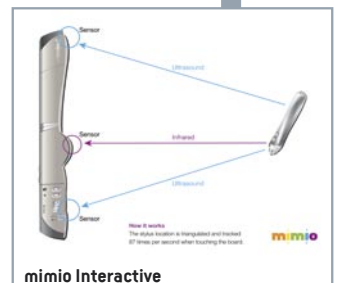 Sensor
Ultrasound
Sensor
Infrared
Ultrasound
Sensor
How it works
The stylus location is triangulated and tracked
87 times per second when touching the board.
mimio
mimio Interactive